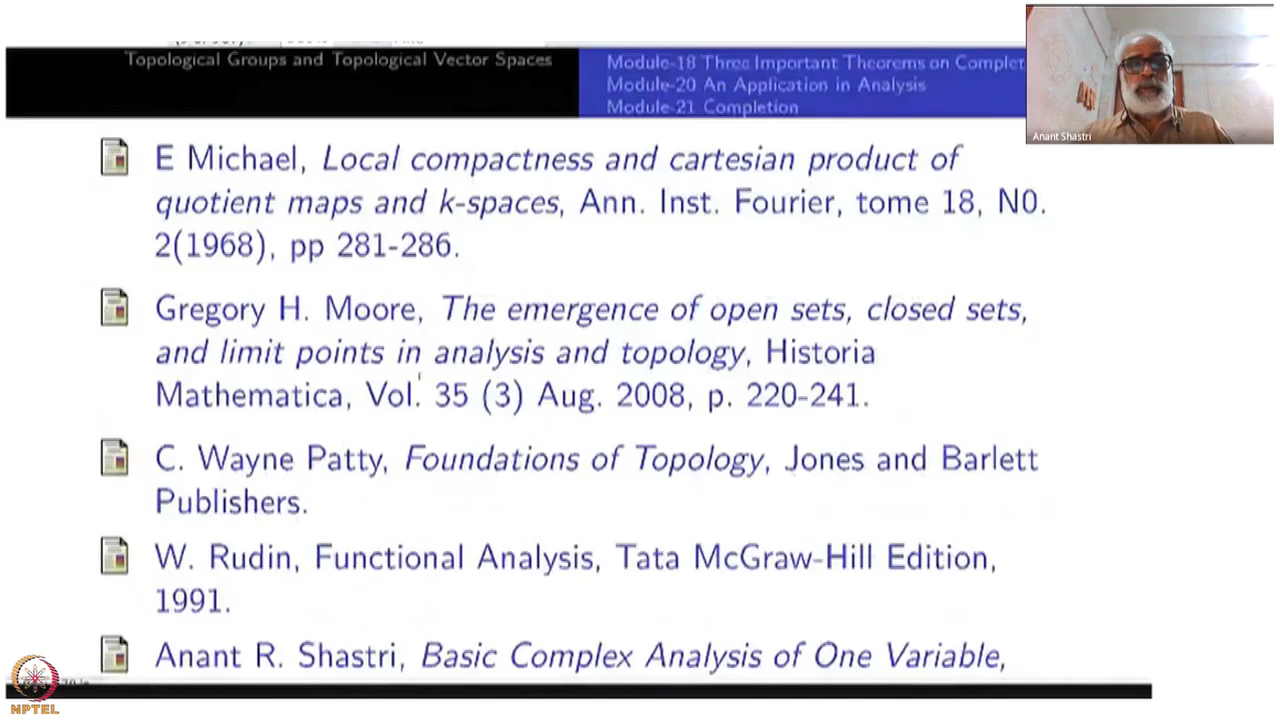 Topological Groups and Topological Vector Spaces
Module-18 Three Important Theorems on Complet
Module-20 An Application in Analysis
Module-21 Completion
Anant Shastri
E Michael, Local compactness and cartesian product of
quotient maps and k-spaces, Ann. Inst. Fourier, tome 18, N0.
2(1968), pp 281-286.
Gregory H. Moore, The emergence of open sets, closed sets,
and limit points in analysis and topology, Historia
Mathematica, Vol. 35 (3) Aug. 2008, p. 220-241.
C. Wayne Patty, Foundations of Topology, Jones and Barlett
Publishers.
W. Rudin, Functional Analysis, Tata McGraw-Hill Edition,
1991.
Anant R. Shastri, Basic Complex Analysis of One Variable,
NPTEL